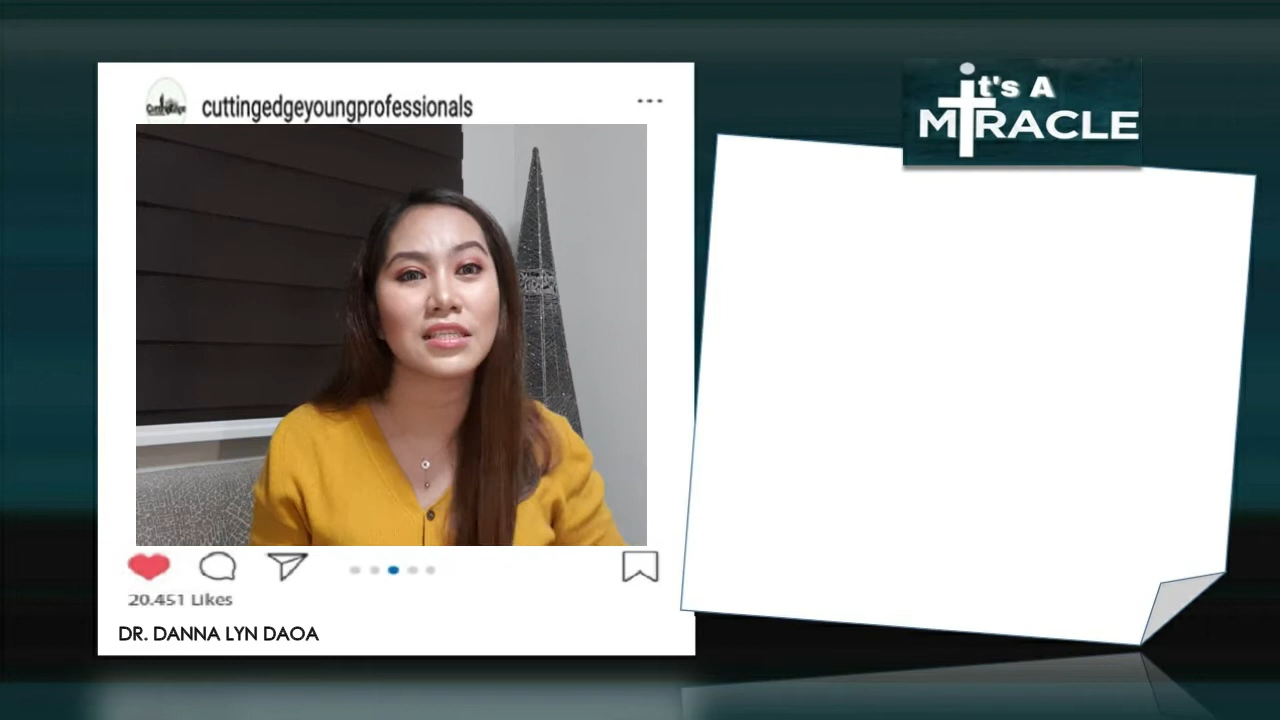 cuttingedgeyoungprofessionals
20.451 Likes
DR. DANNA LYN DAOA
it's A
MIRACLE